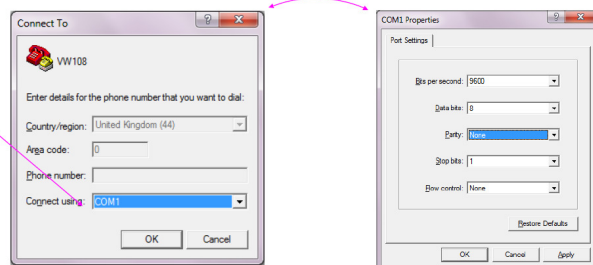 Connect To
VW108
Enter details for the phone number that you want to dial:
Country/region: United Kingdom (44)
Area code: 0
Phone number:
Connect using: COM1
OK Cancel
COM1 Properties
Port Settings
Bits per second: 9600
Data bits: 8
Parity: None
Stop bits: 1
Flow control: None
Restore Defaults
OK Cancel Apply